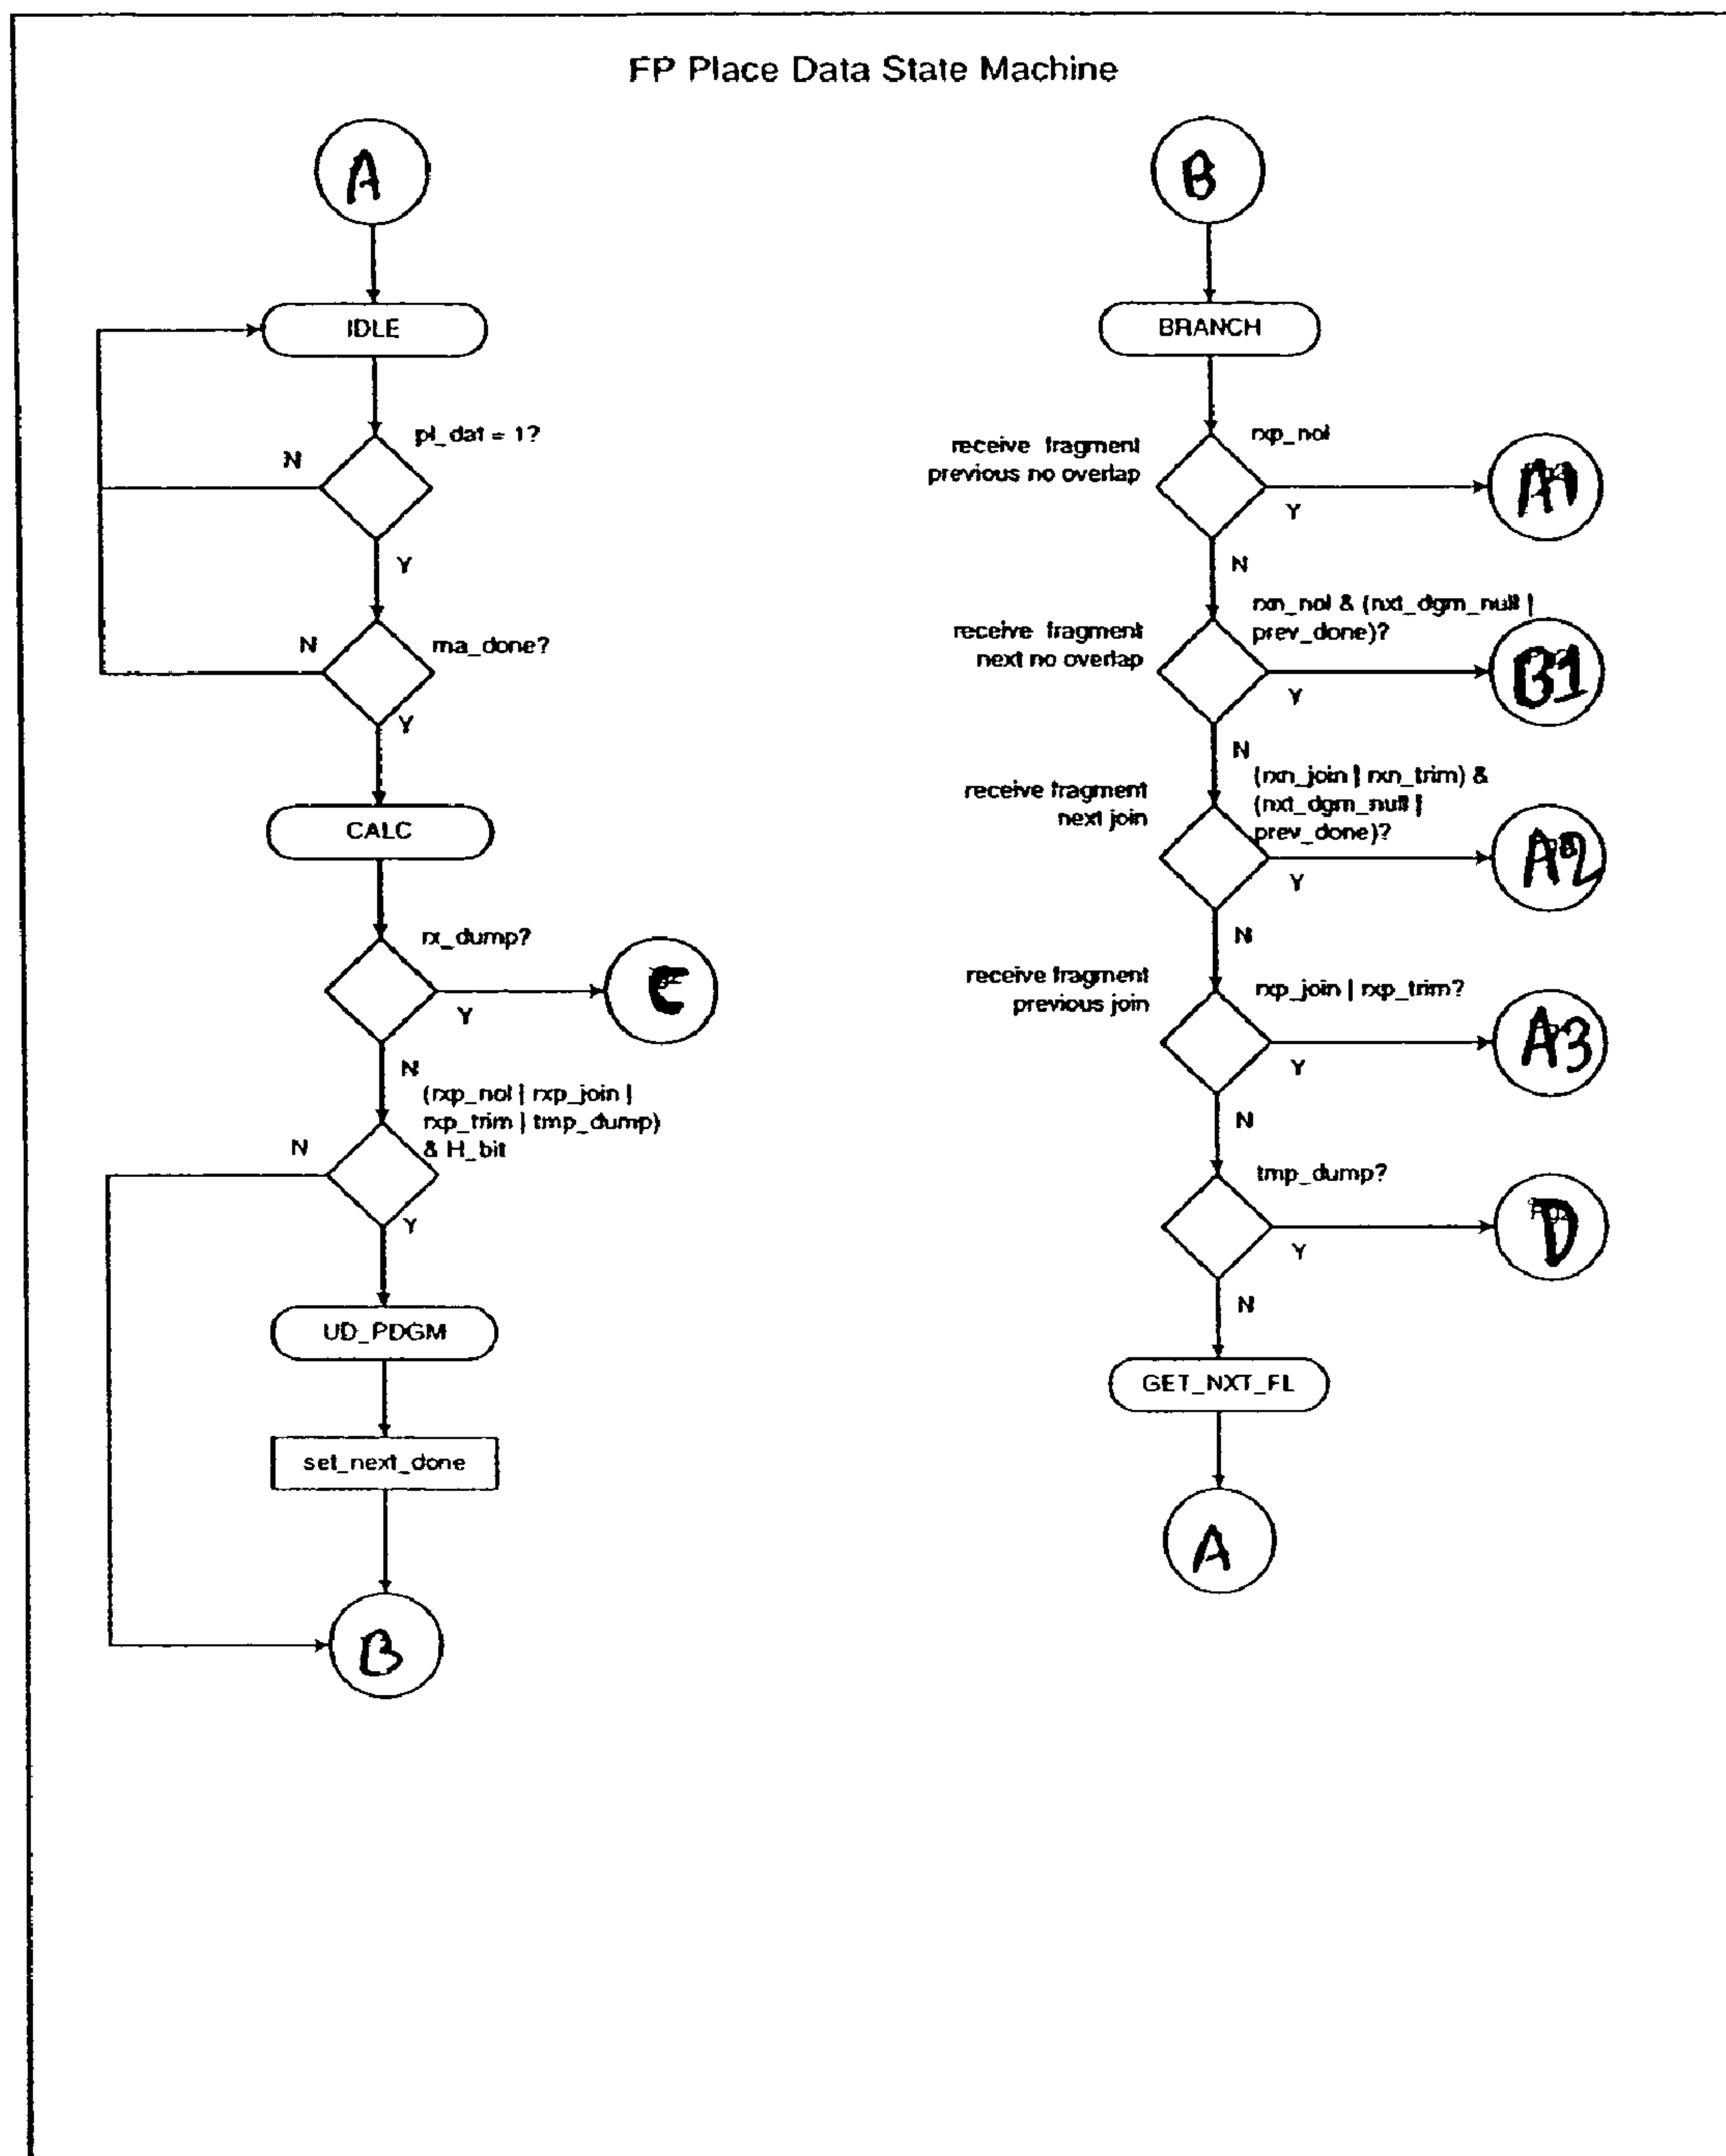 FP Place Data State Machine
A
IDLE
pl_dat = 1?
N
Y
ma_done?
N
Y
CALC
rx_dump?
Y
C
N
(rxp_nol | rxp_join |
rxp_trim | tmp_dump)
& H_bit
N
Y
UD_PDGM
set_next_done
B
B
BRANCH
receive fragment
previous no overlap
rxp_nol
Y
A1
N
receive fragment
next no overlap
rxn_nol & (nxt_dgm_null |
prev_done)?
Y
B1
N
receive fragment
next join
(rxn_join | rxn_trim) &
(nxt_dgm_null |
prev_done)?
Y
A2
N
receive fragment
previous join
rxp_join | rxp_trim?
Y
A3
N
tmp_dump?
Y
D
N
GET_NXT_FL
A